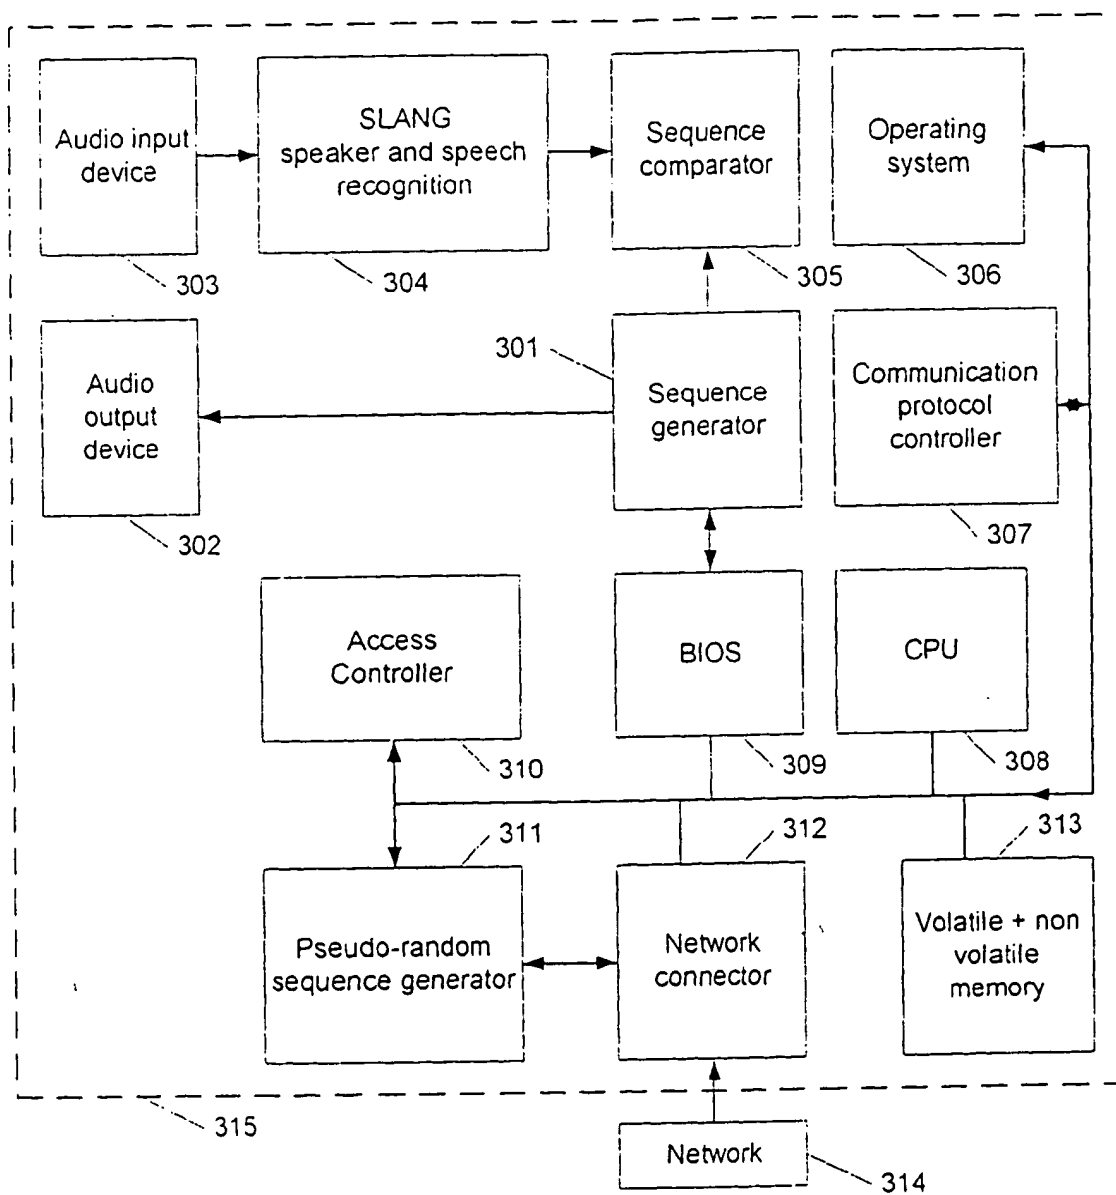 Audio input
device
303
SLANG
speaker and speech
recognition
304
Sequence
comparator
305
Operating
system
306
Audio
output
device
302
301
Sequence
generator
Communication
protocol
controller
307
Access
Controller
310
BIOS
309
CPU
308
311
Pseudo-random
sequence generator
312
Network
connector
313
Volatile + non
volatile
memory
315
Network
314